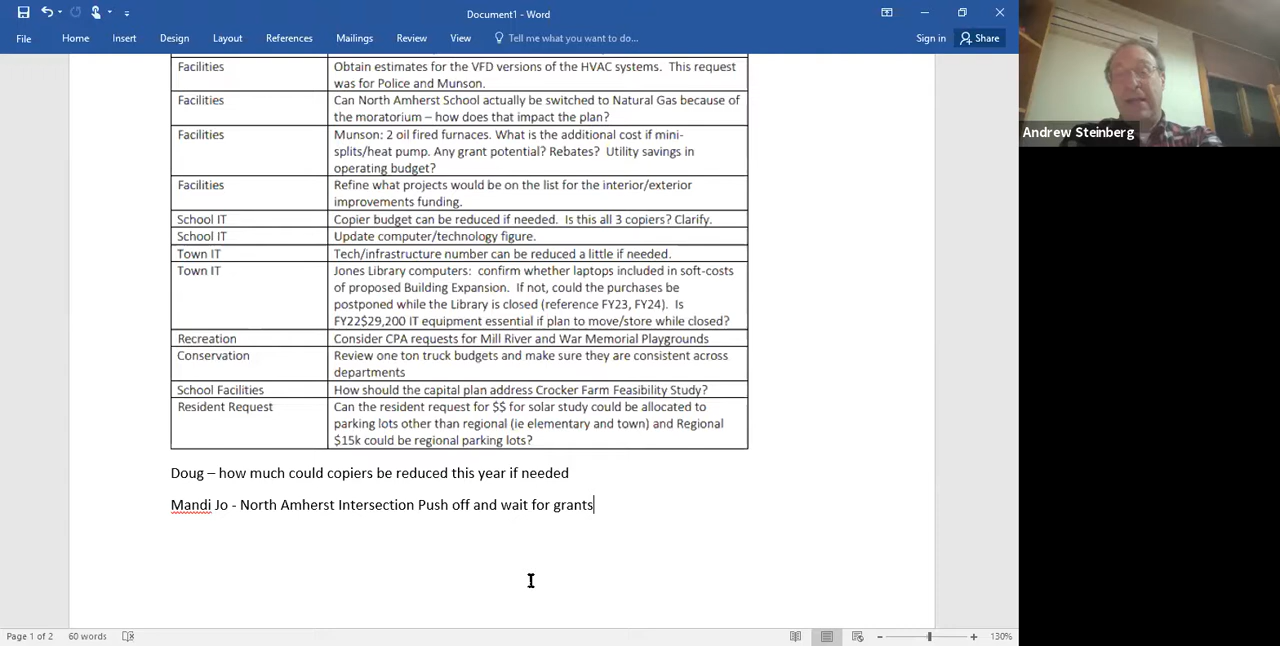 Document1 - Word
File Home Insert Design Layout References Mailings Review View Tell me what you want to do... Sign in Share
Facilities Obtain estimates for the VFD versions of the HVAC systems. This request
was for Police and Munson.
Facilities Can North Amherst School actually be switched to Natural Gas because of
the moratorium – how does that impact the plan?
Facilities Munson: 2 oil fired furnaces. What is the additional cost if mini-
splits/heat pump. Any grant potential? Rebates? Utility savings in
operating budget?
Facilities Refine what projects would be on the list for the interior/exterior
improvements funding.
School IT Copier budget can be reduced if needed. Is this all 3 copiers? Clarify.
School IT Update computer/technology figure.
Town IT Tech/infrastructure number can be reduced a little if needed.
Town IT Jones Library computers: confirm whether laptops included in soft-costs
of proposed Building Expansion. If not, could the purchases be
postponed while the Library is closed (reference FY23, FY24). Is
FY22$29,200 IT equipment essential if plan to move/store while closed?
Recreation Consider CPA requests for Mill River and War Memorial Playgrounds
Conservation Review one ton truck budgets and make sure they are consistent across
departments
School Facilities How should the capital plan address Crocker Farm Feasibility Study?
Resident Request Can the resident request for $$ for solar study could be allocated to
parking lots other than regional (ie elementary and town) and Regional
$15k could be regional parking lots?
Doug – how much could copiers be reduced this year if needed
Mandi Jo - North Amherst Intersection Push off and wait for grants
Page 1 of 2 60 words 130%
Andrew Steinberg